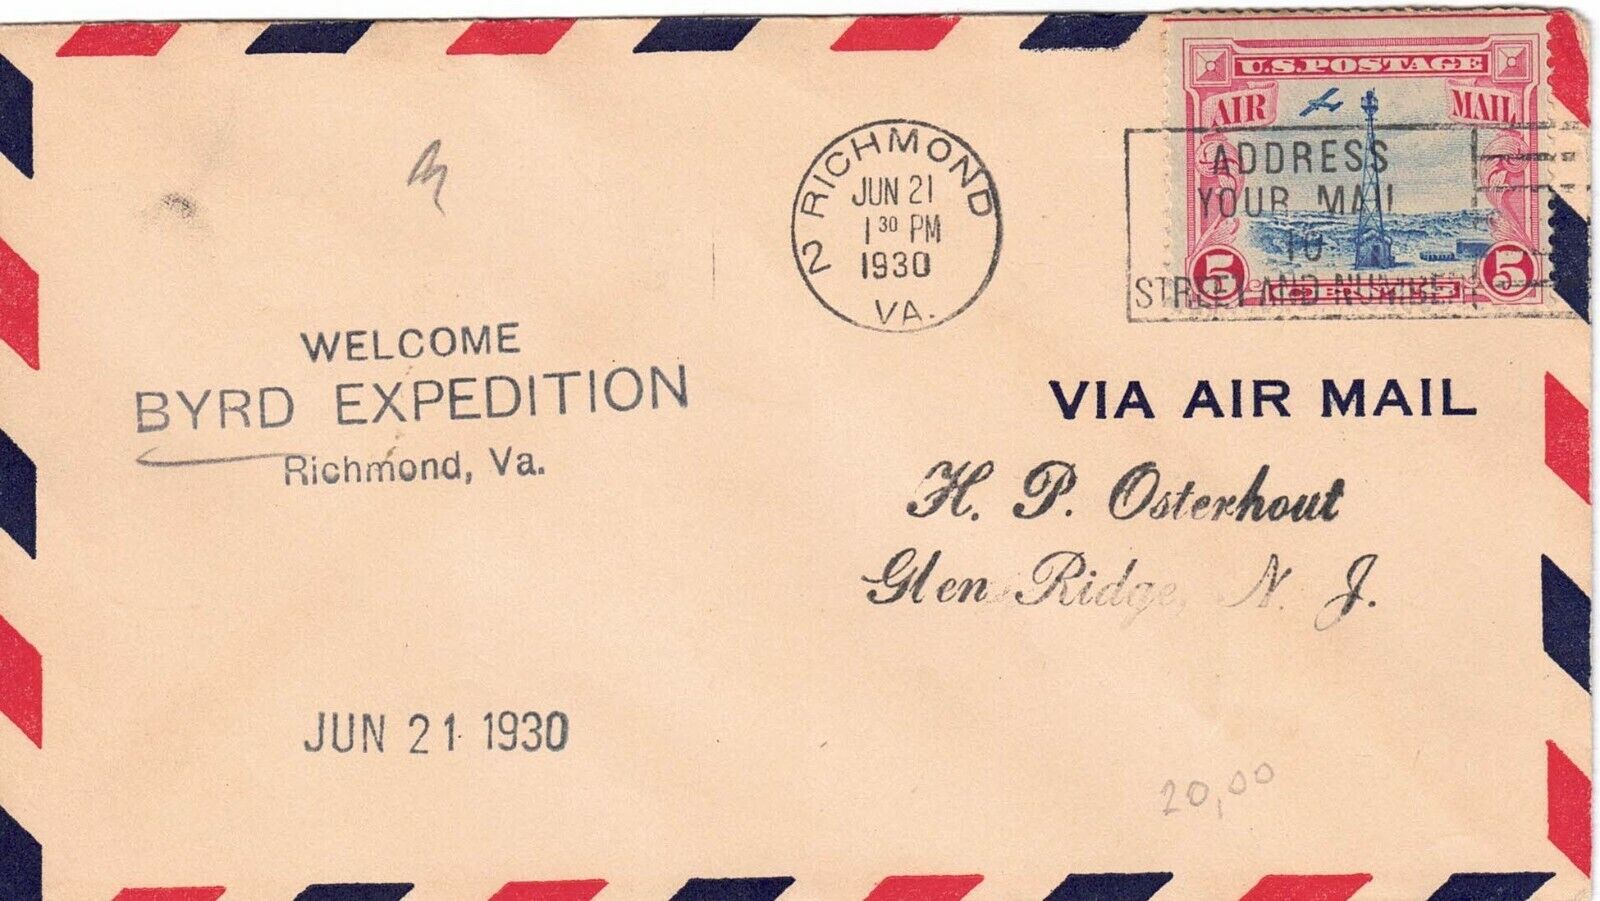 U.S. POSTAGE
AIR MAIL
5 5
2 RICHMOND
JUN 21
1 30 PM
1930
VA.
ADDRESS
YOUR MAIL
TO
STREET AND NUMBER
WELCOME
BYRD EXPEDITION
Richmond, Va.
VIA AIR MAIL
H. P. Osterhout
Glen Ridge, N. J.
JUN 21 1930
20,00